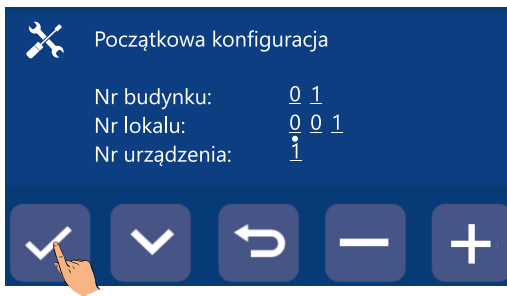 Początkowa konfiguracja
Nr budynku: 0 1
Nr lokalu: 0 0 1
Nr urządzenia: 1